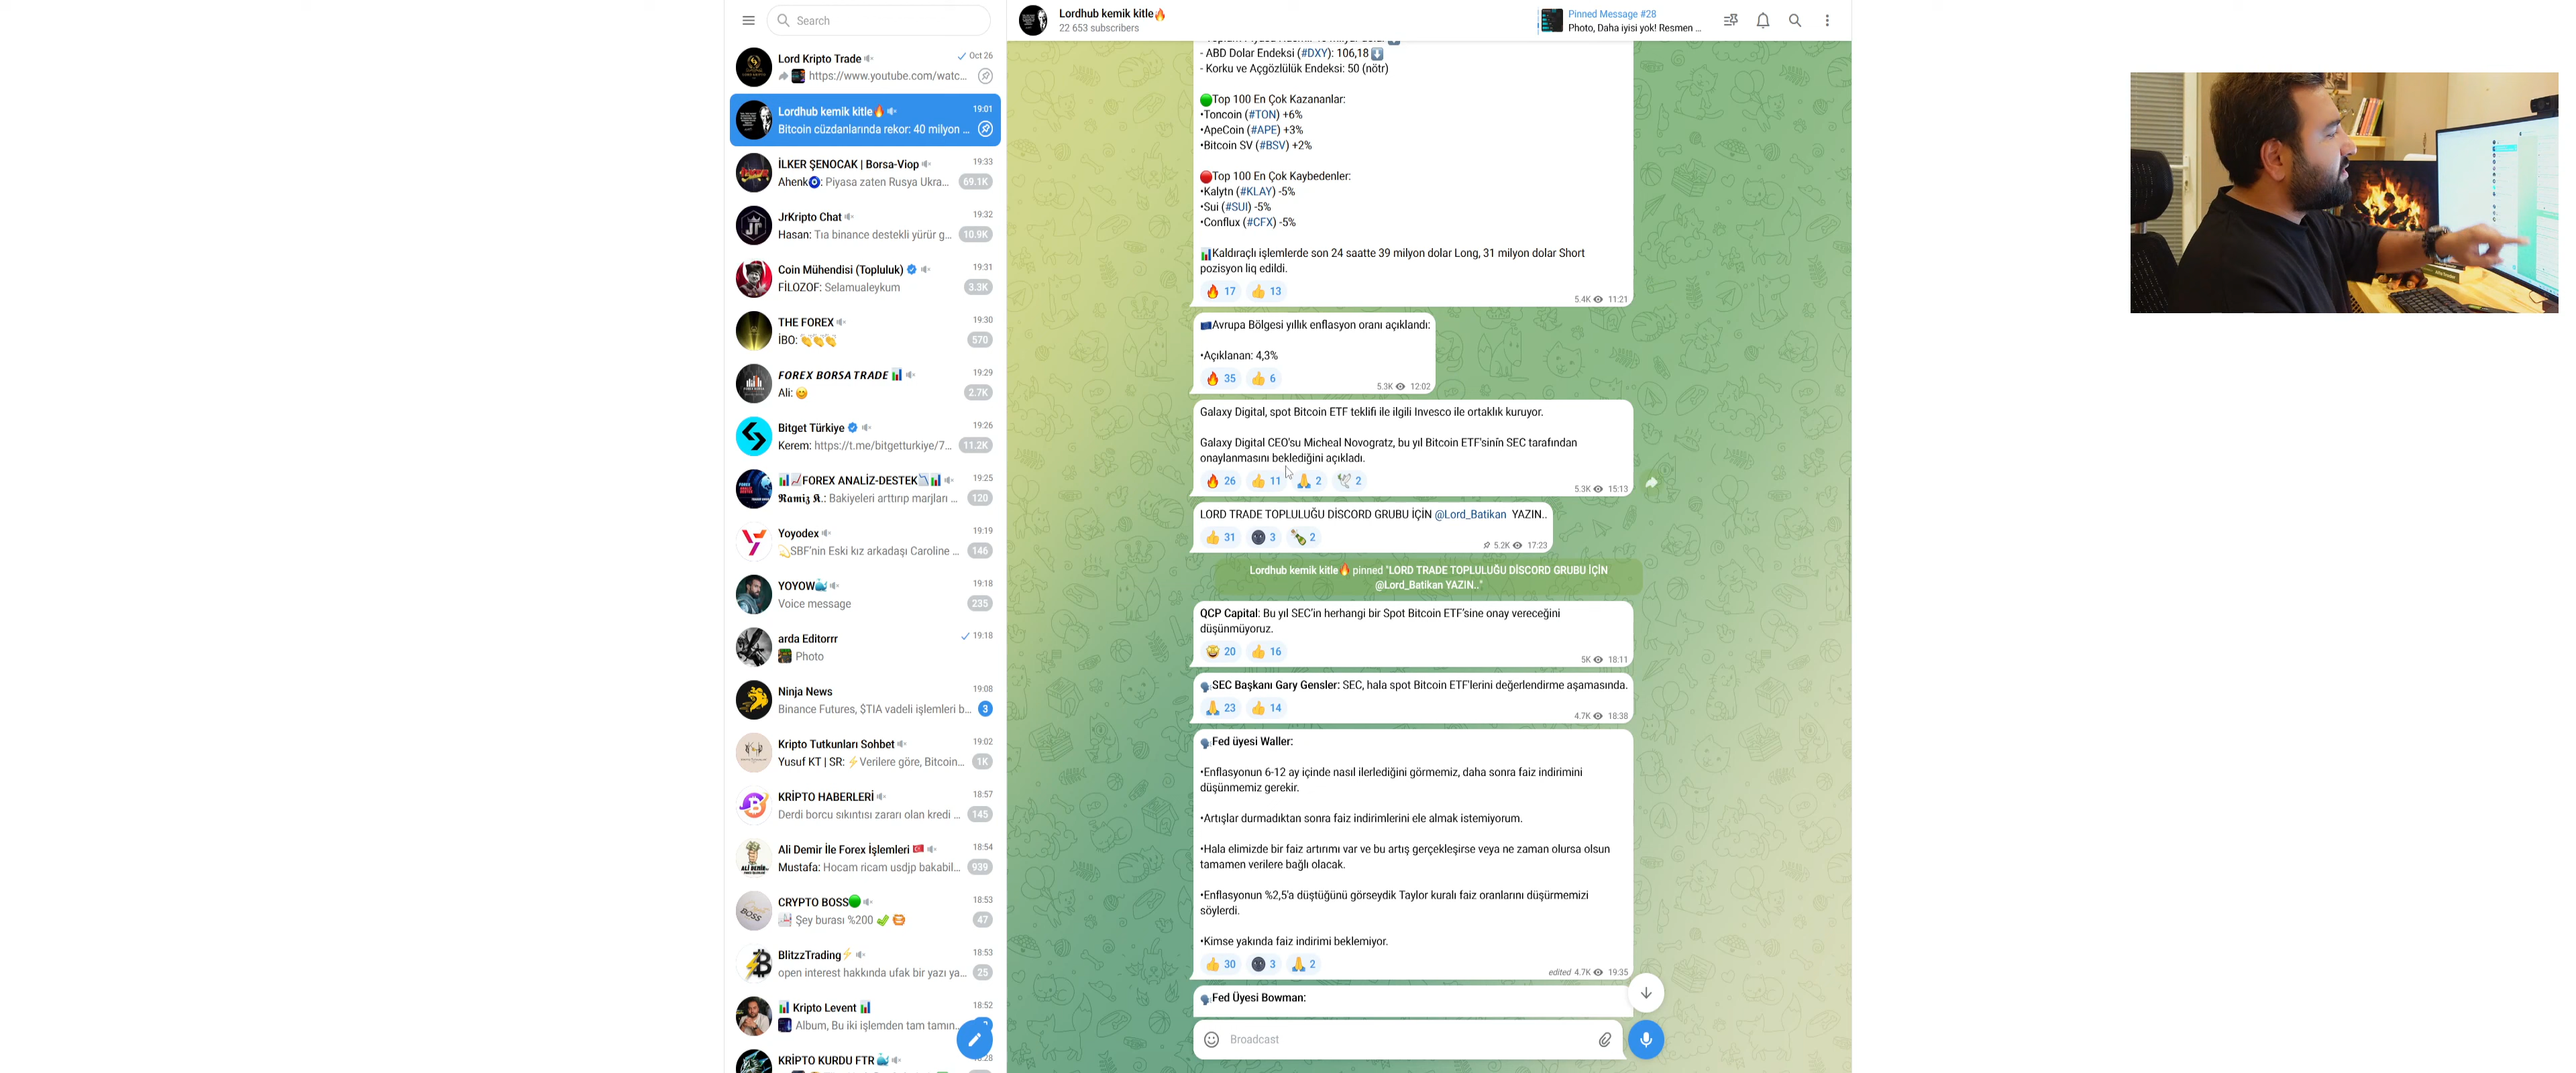 Search
Lord Kripto Trade
Oct 26
https://www.youtube.com/watc...
Lordhub kemik kitle🔥
19:01
Bitcoin cüzdanlarında rekor: 40 milyon ...
İLKER ŞENOCAK | Borsa-Viop
19:33
Ahenk🧿: Piyasa zaten Rusya Ukra...
69.1K
JrKripto Chat
19:32
Hasan: Tıa binance destekli yürür g...
10.9K
Coin Mühendisi (Topluluk)
19:31
FİLOZOF: Selamualeykum
3.3K
THE FOREX
19:30
İBO: 👏👏👏
570
FOREX BORSA TRADE 📊
19:29
Ali: 😊
2.7K
Bitget Türkiye
19:26
Kerem: https://t.me/bitgetturkiye/7...
11.2K
📊📈FOREX ANALİZ-DESTEK📉📊
19:25
Ramiz K.: Bakiyeleri arttırıp marjları ...
120
Yoyodex
19:19
💫SBF'nin Eski kız arkadaşı Caroline ...
146
YOYOW🐳
19:18
Voice message
235
arda Editorrr
19:18
Photo
Ninja News
19:08
Binance Futures, $TIA vadeli işlemleri b...
3
Kripto Tutkunları Sohbet
19:02
Yusuf KT | SR: ⚡Verilere göre, Bitcoin...
1K
KRİPTO HABERLERİ
18:57
Derdi borcu sıkıntısı zararı olan kredi ...
145
Ali Demir İle Forex İşlemleri 🇹🇷
18:54
Mustafa: Hocam ricam usdjp bakabil...
939
CRYPTO BOSS🟢
18:53
Şey burası %200
47
BlitzzTrading⚡
18:53
open interest hakkında ufak bir yazı ya...
25
📊 Kripto Levent 📊
18:52
Album, Bu iki işlemden tam tamın...
KRİPTO KURDU FTR🐳
Lordhub kemik kitle🔥
22 653 subscribers
Pinned Message #28
Photo, Daha iyisi yok! Resmen ...
- ABD Dolar Endeksi (#DXY): 106,18⬇️
- Korku ve Açgözlülük Endeksi: 50 (nötr)
🟢Top 100 En Çok Kazananlar:
•Toncoin (#TON) +6%
•ApeCoin (#APE) +3%
•Bitcoin SV (#BSV) +2%
🔴Top 100 En Çok Kaybedenler:
•Kalytn (#KLAY) -5%
•Sui (#SUI) -5%
•Conflux (#CFX) -5%
📊Kaldıraçlı işlemlerde son 24 saatte 39 milyon dolar Long, 31 milyon dolar Short
pozisyon liq edildi.
🔥 17 👍 13
5.4K 11:21
🇪🇺Avrupa Bölgesi yıllık enflasyon oranı açıklandı:
•Açıklanan: 4,3%
🔥 35 👍 6
5.3K 12:02
Galaxy Digital, spot Bitcoin ETF teklifi ile ilgili Invesco ile ortaklık kuruyor.
Galaxy Digital CEO'su Micheal Novogratz, bu yıl Bitcoin ETF'sinin SEC tarafından
onaylanmasını beklediğini açıkladı.
🔥 26 👍 11 🙏 2 🕊 2
5.3K 15:13
LORD TRADE TOPLULUĞU DİSCORD GRUBU İÇİN @Lord_Batikan YAZIN..
👍 31 🌚 3 🍾 2
5.2K 17:23
Lordhub kemik kitle🔥 pinned "LORD TRADE TOPLULUĞU DİSCORD GRUBU İÇİN
@Lord_Batikan YAZIN.."
QCP Capital: Bu yıl SEC'in herhangi bir Spot Bitcoin ETF'sine onay vereceğini
düşünmüyoruz.
20 👍 16
5K 18:11
🗣SEC Başkanı Gary Gensler: SEC, hala spot Bitcoin ETF'lerini değerlendirme aşamasında.
🙏 23 👍 14
4.7K 18:38
🗣Fed üyesi Waller:
•Enflasyonun 6-12 ay içinde nasıl ilerlediğini görmemiz, daha sonra faiz indirimini
düşünmemiz gerekir.
•Artışlar durmadıktan sonra faiz indirimlerini ele almak istemiyorum.
•Hala elimizde bir faiz artırımı var ve bu artış gerçekleşirse veya ne zaman olursa olsun
tamamen verilere bağlı olacak.
•Enflasyonun %2,5'a düştüğünü görseydik Taylor kuralı faiz oranlarını düşürmemizi
söylerdi.
•Kimse yakında faiz indirimi beklemiyor.
👍 30 🌚 3 🙏 2
edited 4.7K 19:35
🗣Fed Üyesi Bowman:
Broadcast